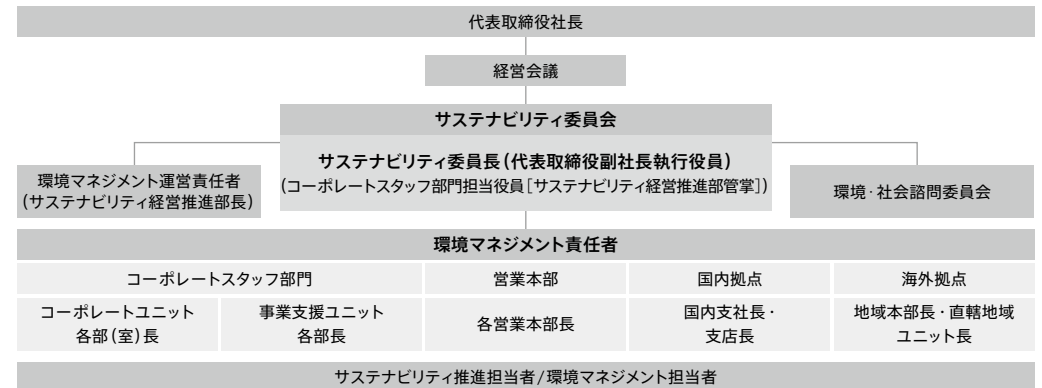 代表取締役社長
経営会議
サステナビリティ委員会
サステナビリティ委員長(代表取締役副社長執行役員)
(コーポレートスタッフ部門担当役員[サステナビリティ経営推進部管掌])
環境マネジメント運営責任者
(サステナビリティ経営推進部長)
環境・社会諮問委員会
環境マネジメント責任者
コーポレートスタッフ部門
営業本部
国内拠点
海外拠点
コーポレートユニット
各部(室)長
事業支援ユニット
各部長
各営業本部長
国内支社長・
支店長
地域本部長・直轄地域
ユニット長
サステナビリティ推進担当者/環境マネジメント担当者